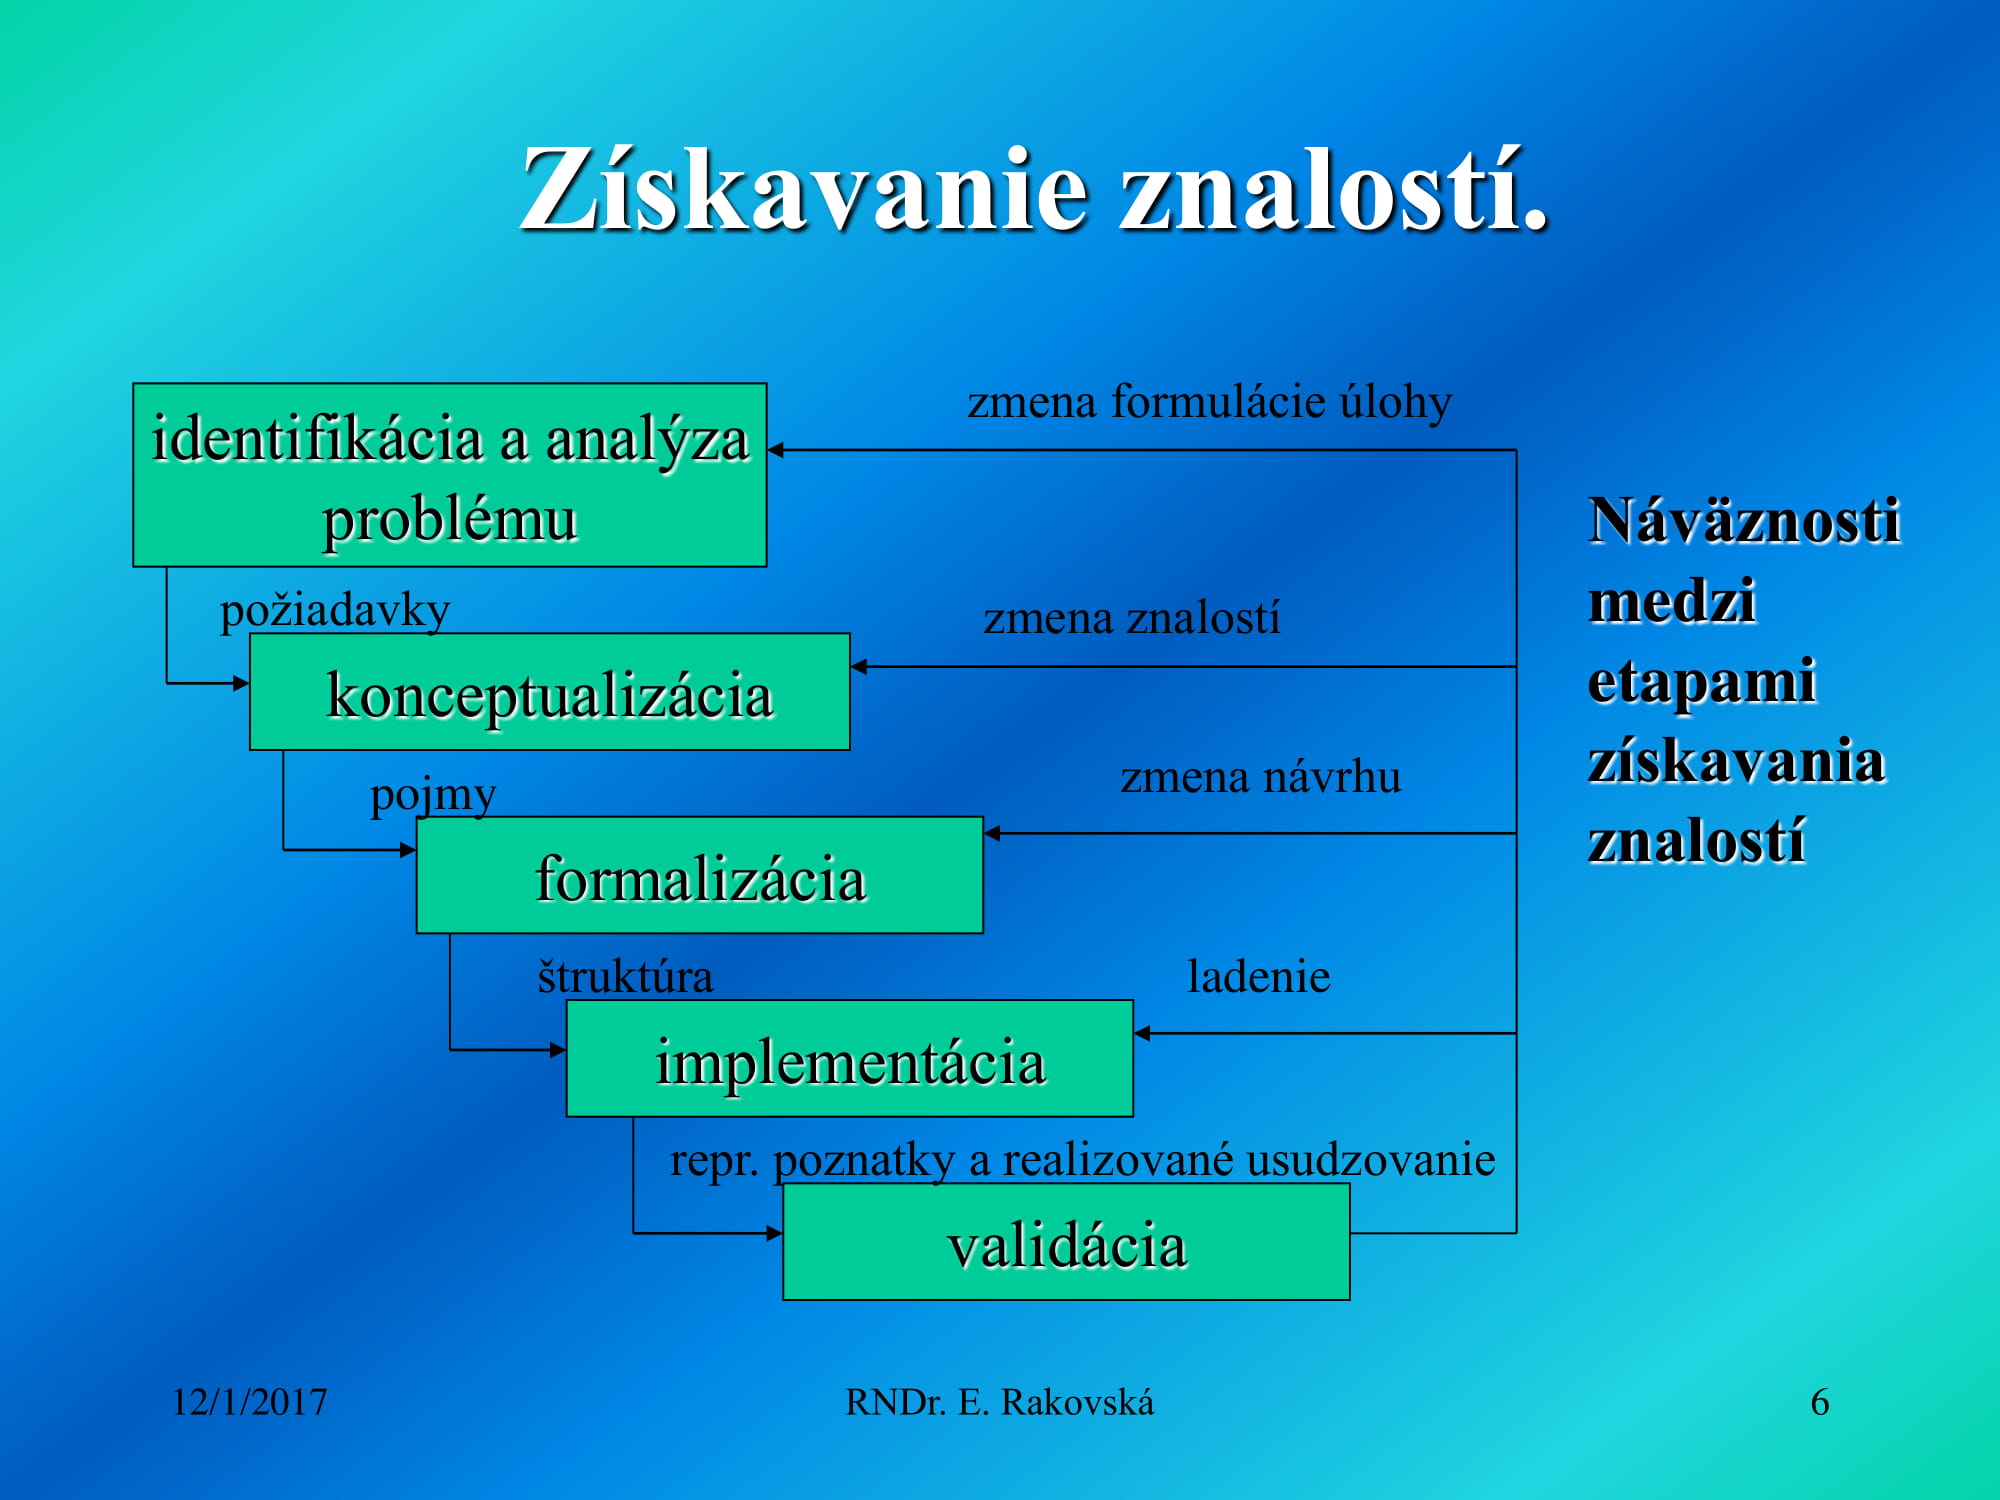 Získavanie znalostí.
identifikácia a analýza
problému
zmena formulácie úlohy
požiadavky
zmena znalostí
konceptualizácia
pojmy
zmena návrhu
formalizácia
štruktúra
ladenie
implementácia
repr. poznatky a realizované usudzovanie
validácia
Náväznosti
medzi
etapami
získavania
znalostí
12/1/2017
RNDr. E. Rakovská
6